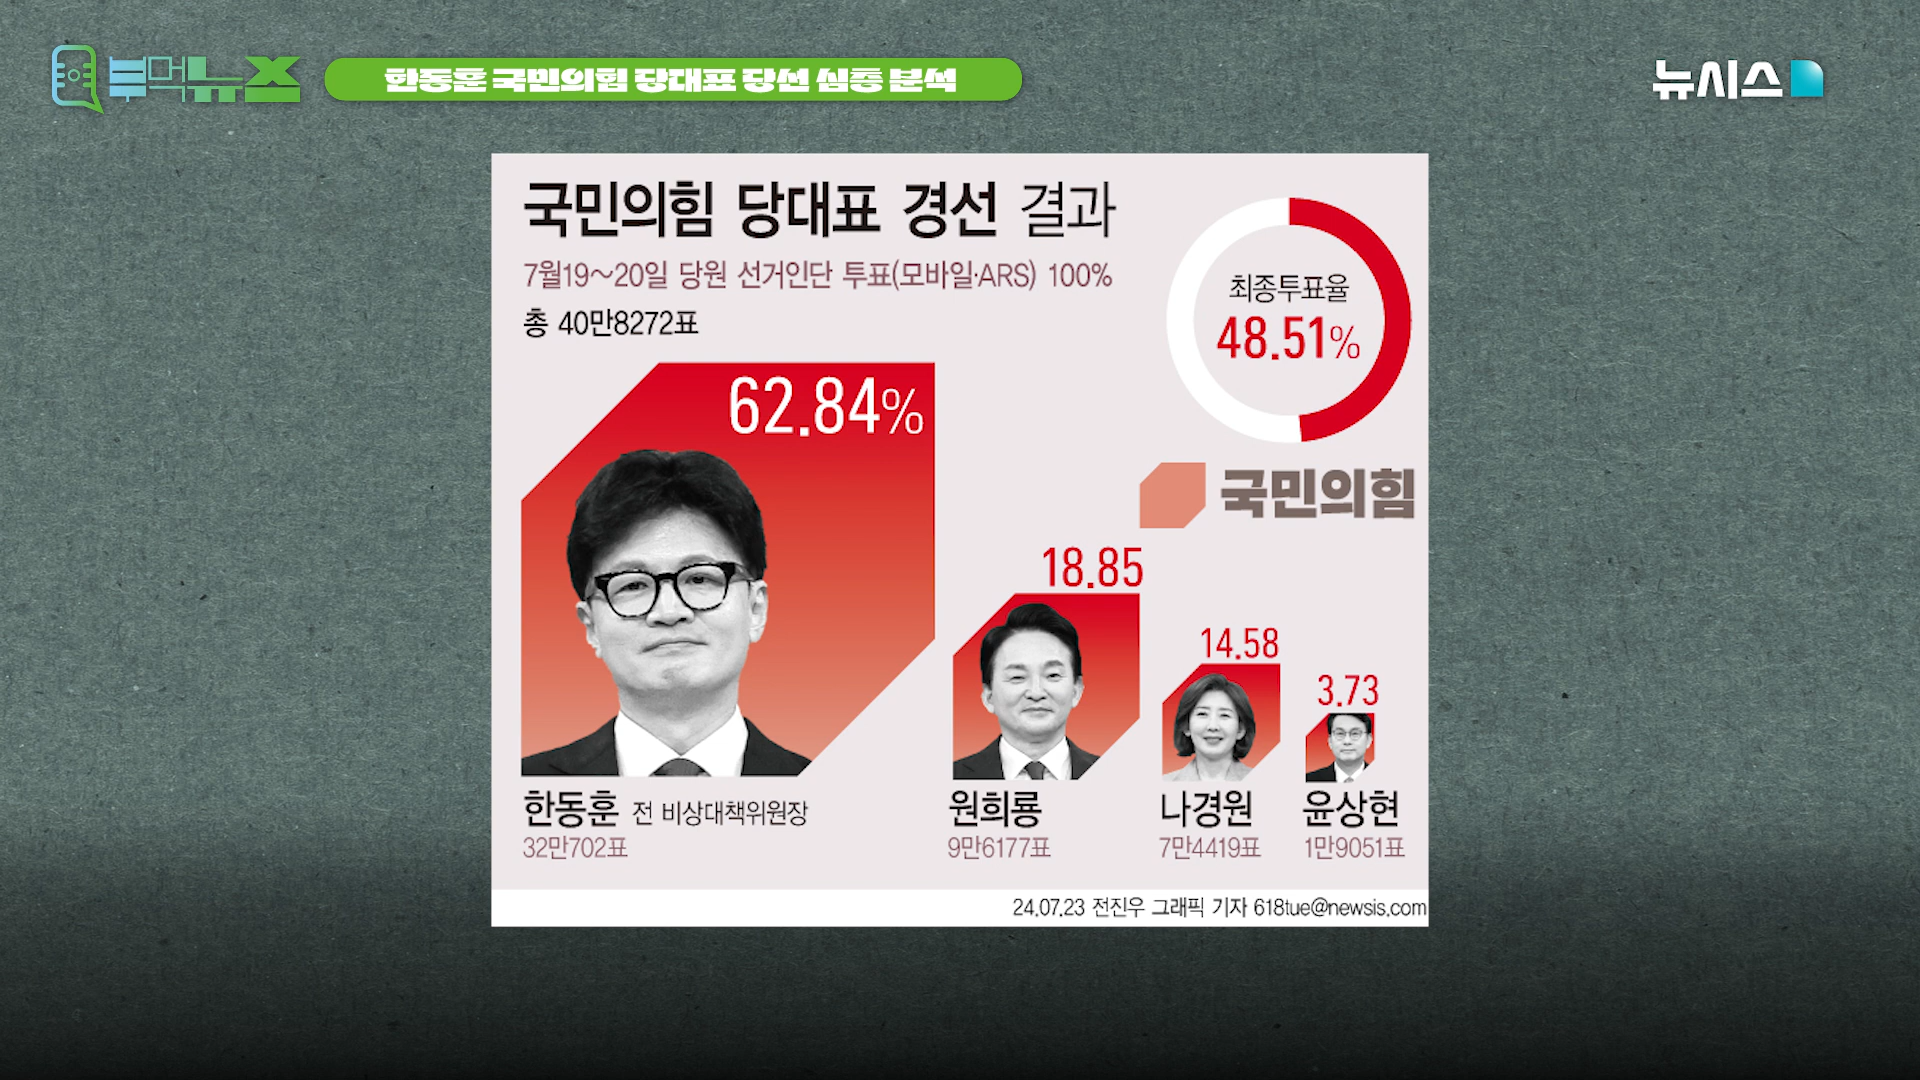 부먹뉴스
한동훈 국민의힘 당대표 당선 심층 분석
뉴시스
국민의힘 당대표 경선 결과
7월19~20일 당원 선거인단 투표(모바일·ARS) 100%
총 40만8272표
최종투표율
48.51%
국민의힘
62.84%
18.85
14.58
3.73
한동훈 전 비상대책위원장
32만702표
원희룡
9만6177표
나경원
7만4419표
윤상현
1만9051표
24.07.23 전진우 그래픽 기자 618tue@newsis.com